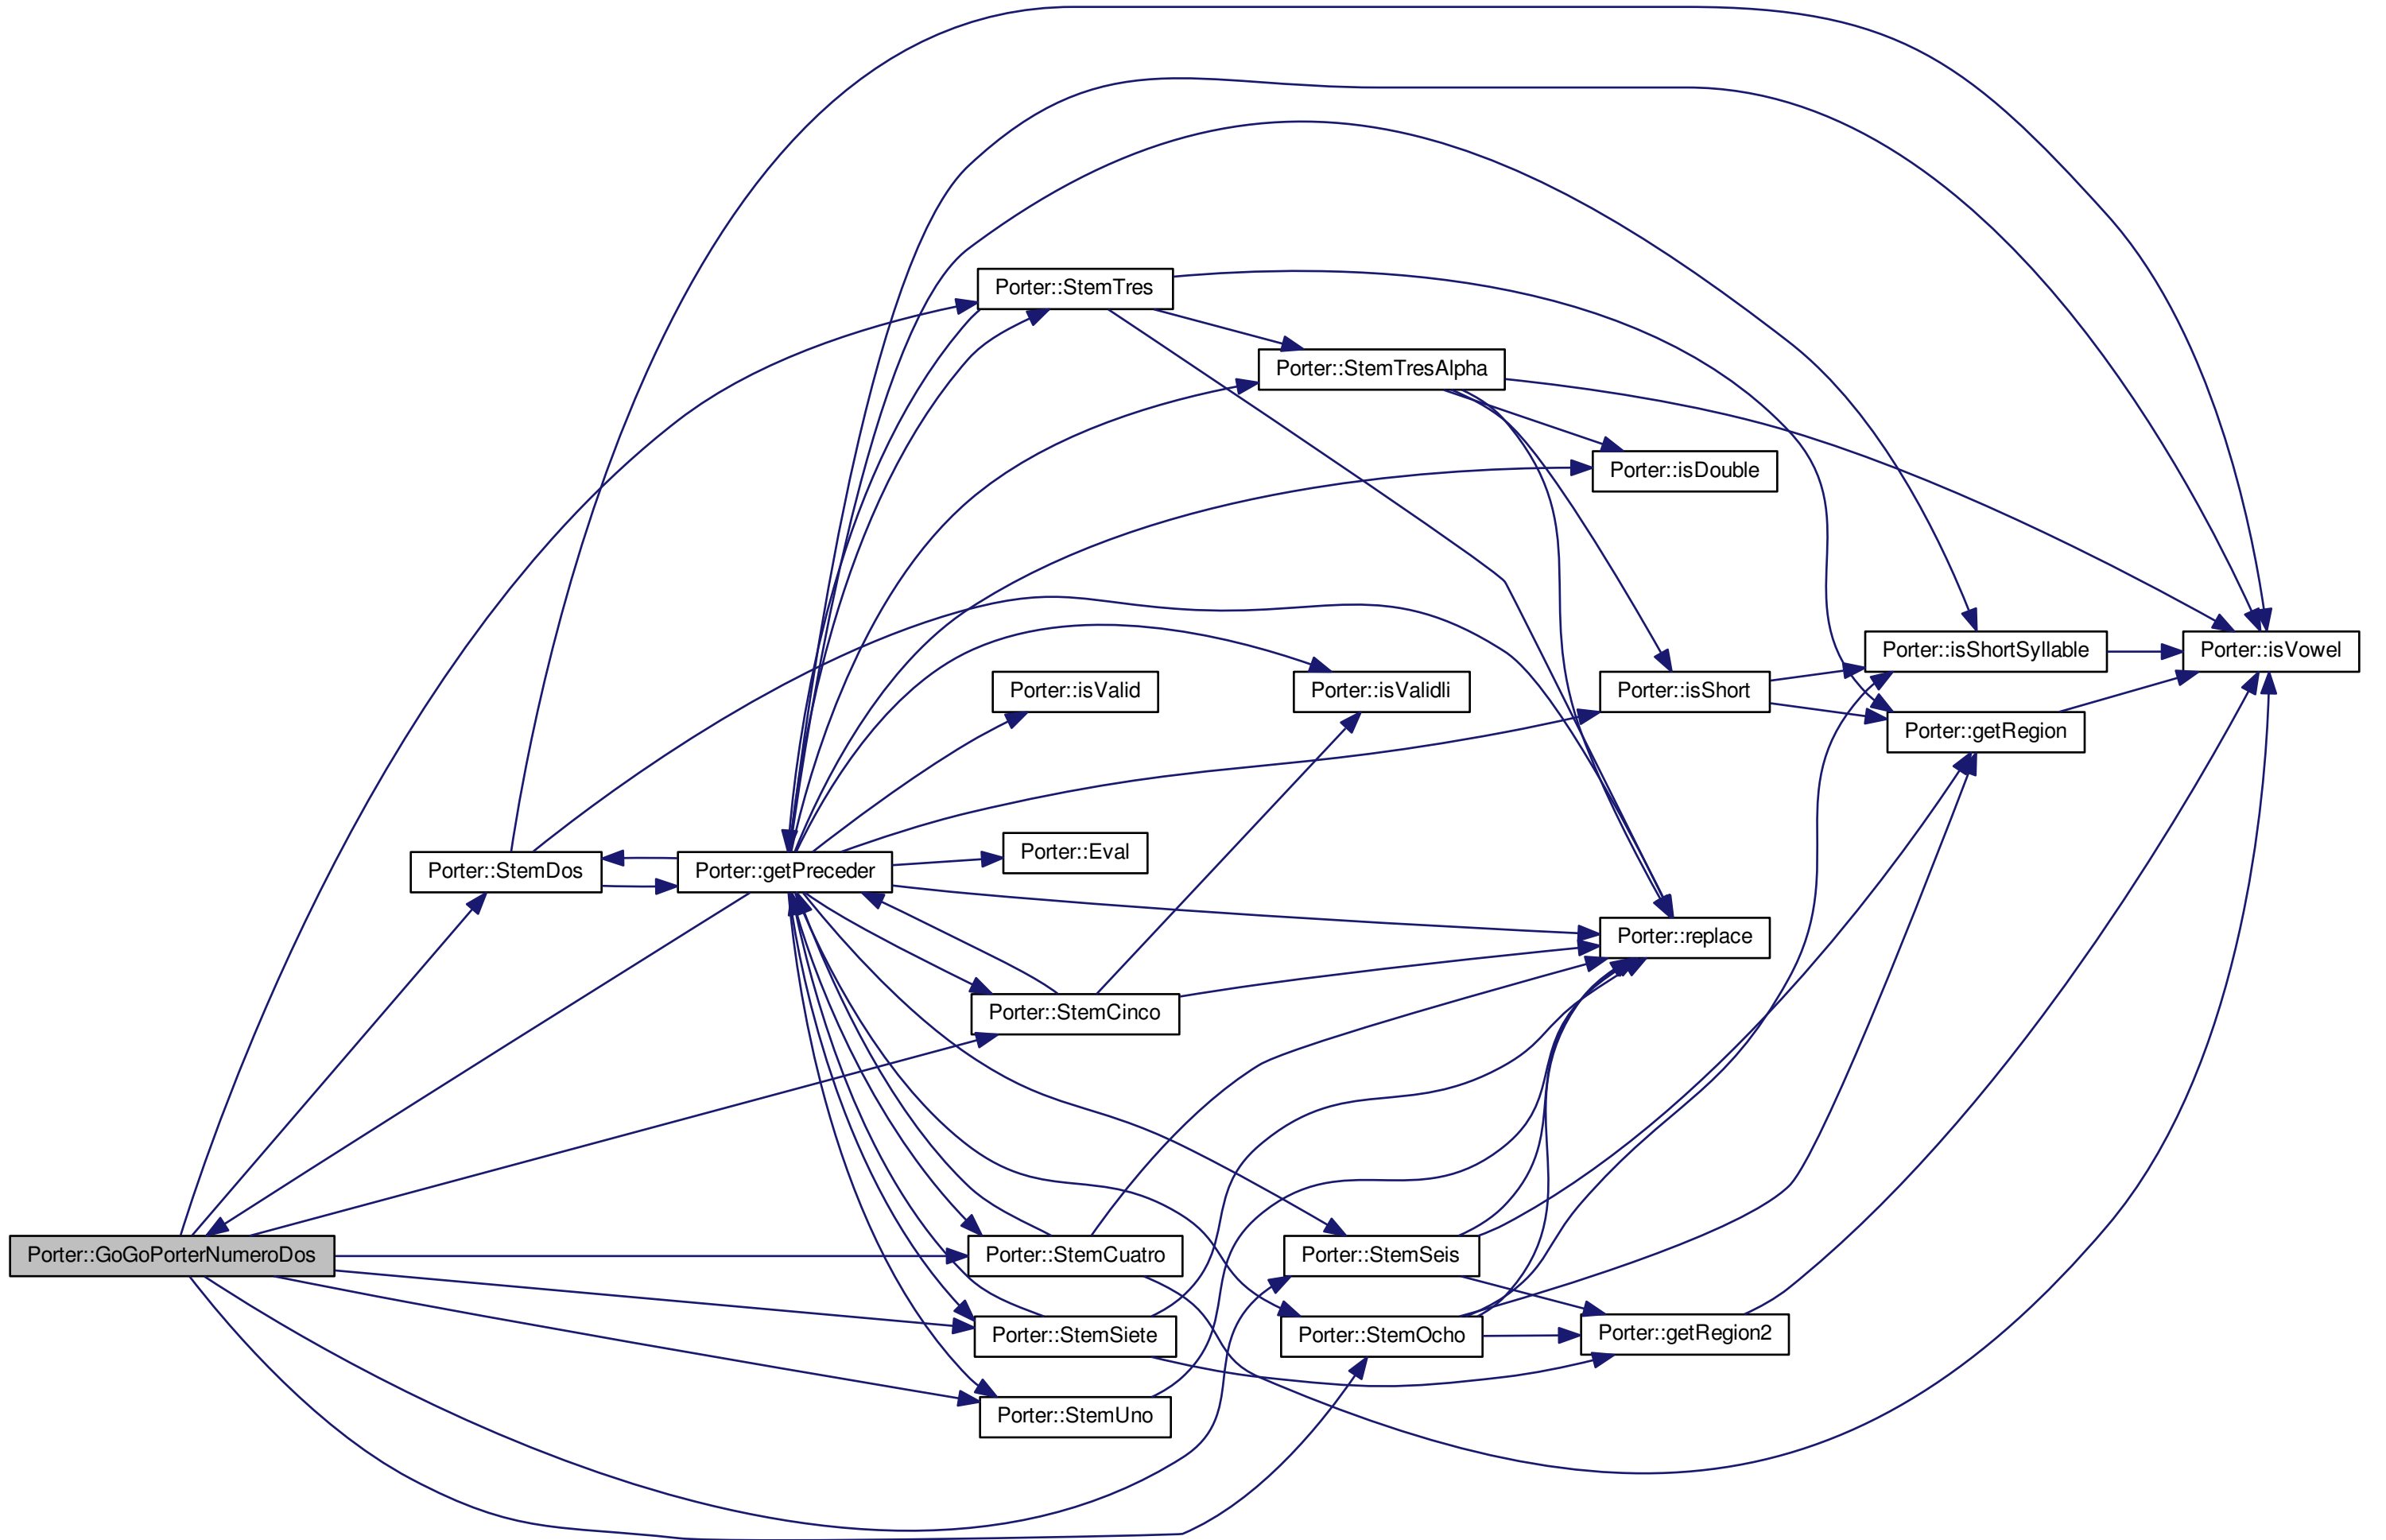 Porter::StemTres
Porter::StemTresAlpha
Porter::isDouble
Porter::isShortSyllable
Porter::isVowel
Porter::isValid
Porter::isValidli
Porter::isShort
Porter::getRegion
Porter::StemDos
Porter::getPreceder
Porter::Eval
Porter::replace
Porter::StemCinco
Porter::GoGoPorterNumeroDos
Porter::StemCuatro
Porter::StemSeis
Porter::StemSiete
Porter::StemOcho
Porter::getRegion2
Porter::StemUno